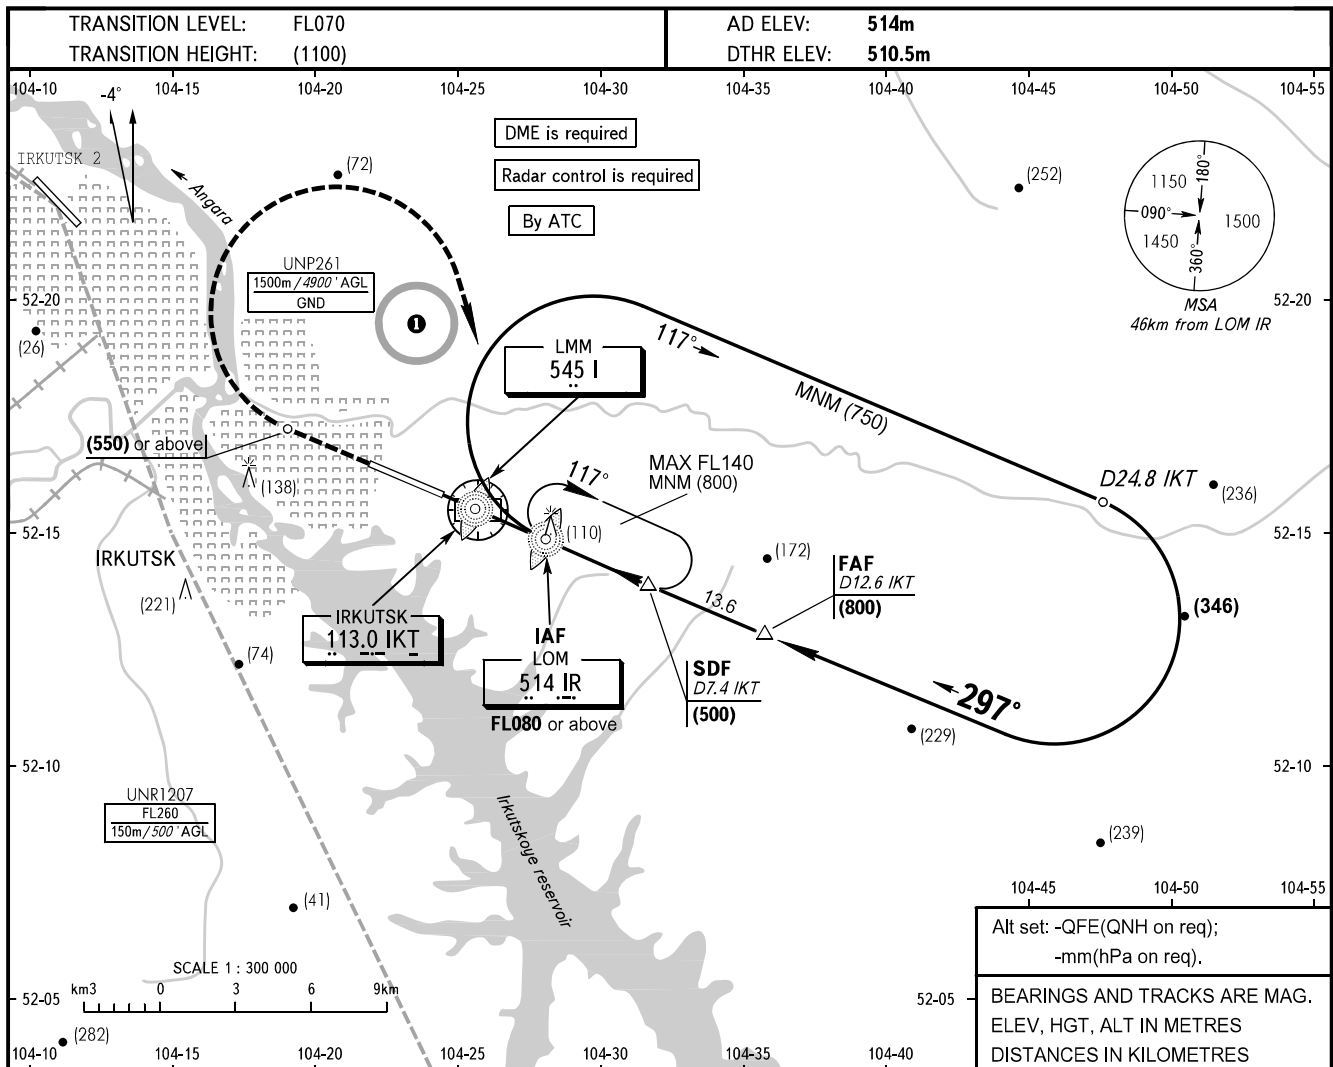 TRANSITION LEVEL: FL070
TRANSITION HEIGHT: (1100)
AD ELEV: 514m
DTHR ELEV: 510.5m
104-10 104-15 104-20 104-25 104-30 104-35 104-40 104-45 104-50 104-55
-4°
IRKUTSK 2
Angara
(72)
DME is required
Radar control is required
By ATC
(252)
1150
180°
090°
1500
1450
360°
MSA
46km from LOM IR
52-20
52-20
UNP261
1500m/4900'AGL
GND
1
(26)
117°
MNM (750)
LMM
545 I
(550) or above
(138)
117°
MAX FL140
MNM (800)
D24.8 IKT
(236)
52-15
52-15
(110)
(172)
IRKUTSK
(221)
FAF
D12.6 IKT
(800)
13.6
(346)
IRKUTSK
113.0 IKT
IAF
LOM
514 IR
FL080 or above
SDF
D7.4 IKT
(500)
(74)
297°
(229)
52-10
52-10
UNR1207
FL260
150m/500'AGL
Irkutskoye reservoir
(239)
(41)
104-45 104-50 104-55
Alt set: -QFE(QNH on req);
-mm(hPa on req).
SCALE 1 : 300 000
km3 0 3 6 9km
52-05
52-05
BEARINGS AND TRACKS ARE MAG.
ELEV, HGT, ALT IN METRES
DISTANCES IN KILOMETRES
(282)
104-10 104-15 104-20 104-25 104-30 104-35 104-40